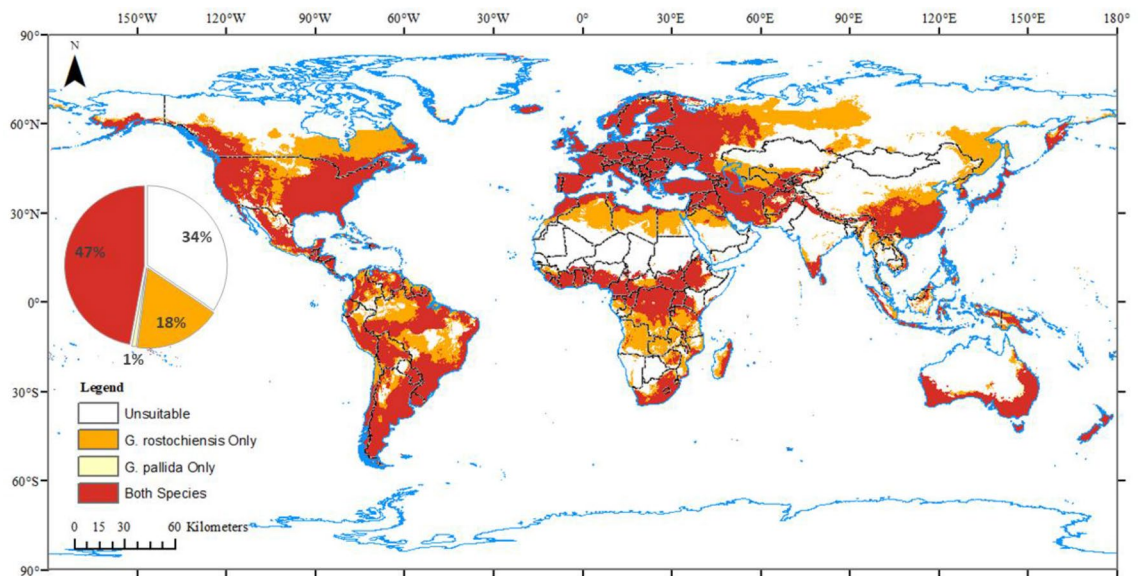 150°W 120°W 90°W 60°W 30°W 0° 30°E 60°E 90°E 120°E 150°E 180°
90°N
N
60°N
30°N
34%
47%
0°
18%
1%
30°S
Legend
Unsuitable
G. rostochiensis Only
G. pallida Only
Both Species
60°S
0 15 30 60 Kilometers
90°S